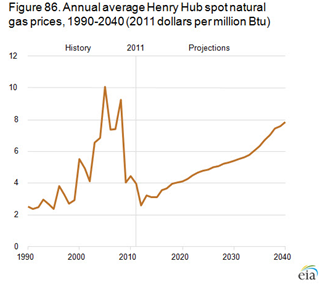 Figure 86. Annual average Henry Hub spot natural
gas prices, 1990-2040 (2011 dollars per million Btu)
History 2011 Projections
12
10
8
6
4
2
0
1990 2000 2010 2020 2030 2040
eia